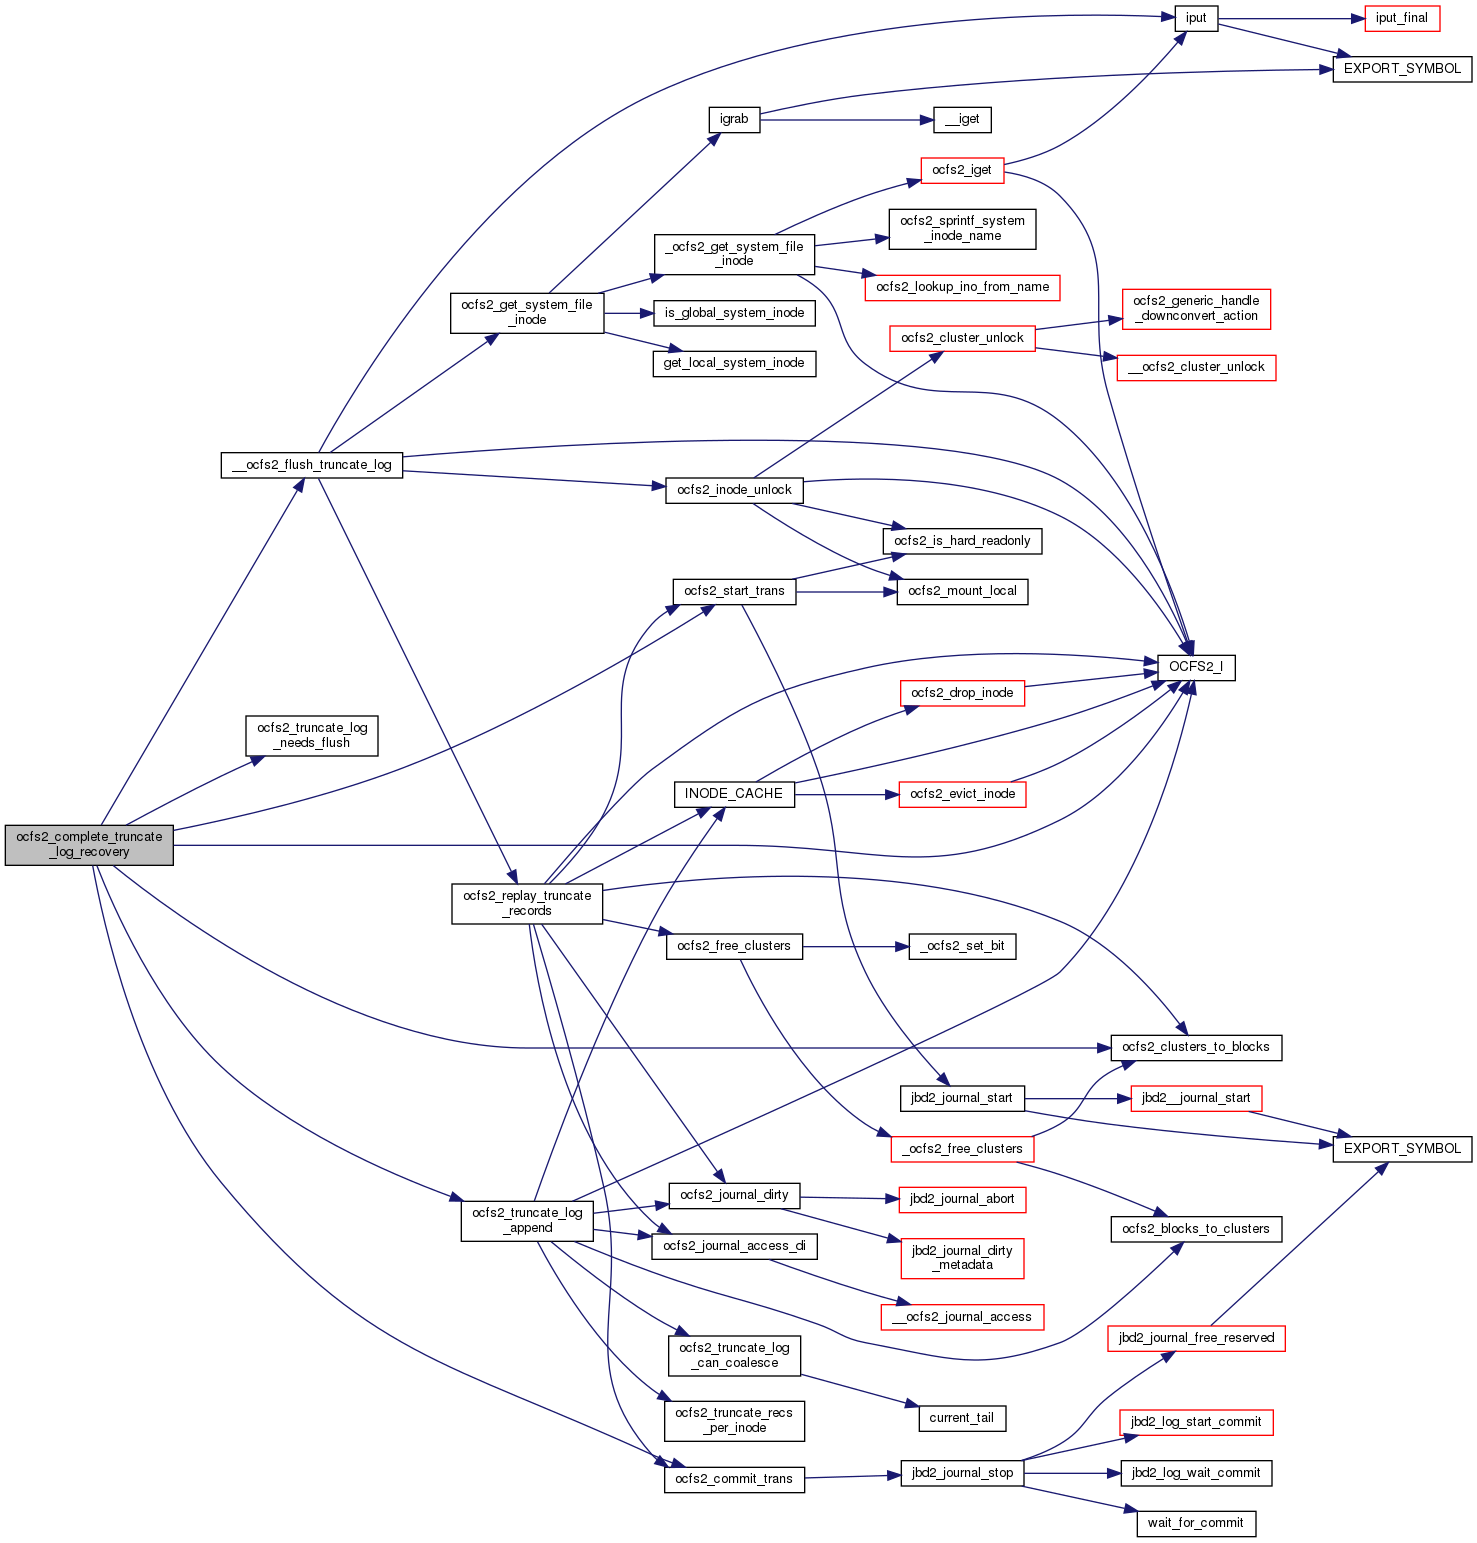 iput
iput_final
EXPORT_SYMBOL
igrab
__iget
ocfs2_iget
ocfs2_sprintf_system
_inode_name
_ocfs2_get_system_file
_inode
ocfs2_lookup_ino_from_name
ocfs2_get_system_file
_inode
is_global_system_inode
get_local_system_inode
ocfs2_generic_handle
_downconvert_action
ocfs2_cluster_unlock
__ocfs2_cluster_unlock
__ocfs2_flush_truncate_log
ocfs2_inode_unlock
ocfs2_is_hard_readonly
ocfs2_start_trans
ocfs2_mount_local
OCFS2_I
ocfs2_drop_inode
ocfs2_truncate_log
_needs_flush
INODE_CACHE
ocfs2_evict_inode
ocfs2_complete_truncate
_log_recovery
ocfs2_replay_truncate
_records
ocfs2_free_clusters
_ocfs2_set_bit
ocfs2_clusters_to_blocks
jbd2_journal_start
jbd2__journal_start
_ocfs2_free_clusters
EXPORT_SYMBOL
ocfs2_journal_dirty
jbd2_journal_abort
ocfs2_truncate_log
_append
ocfs2_blocks_to_clusters
ocfs2_journal_access_di
jbd2_journal_dirty
_metadata
__ocfs2_journal_access
jbd2_journal_free_reserved
ocfs2_truncate_log
_can_coalesce
current_tail
ocfs2_truncate_recs
_per_inode
jbd2_log_start_commit
ocfs2_commit_trans
jbd2_journal_stop
jbd2_log_wait_commit
wait_for_commit